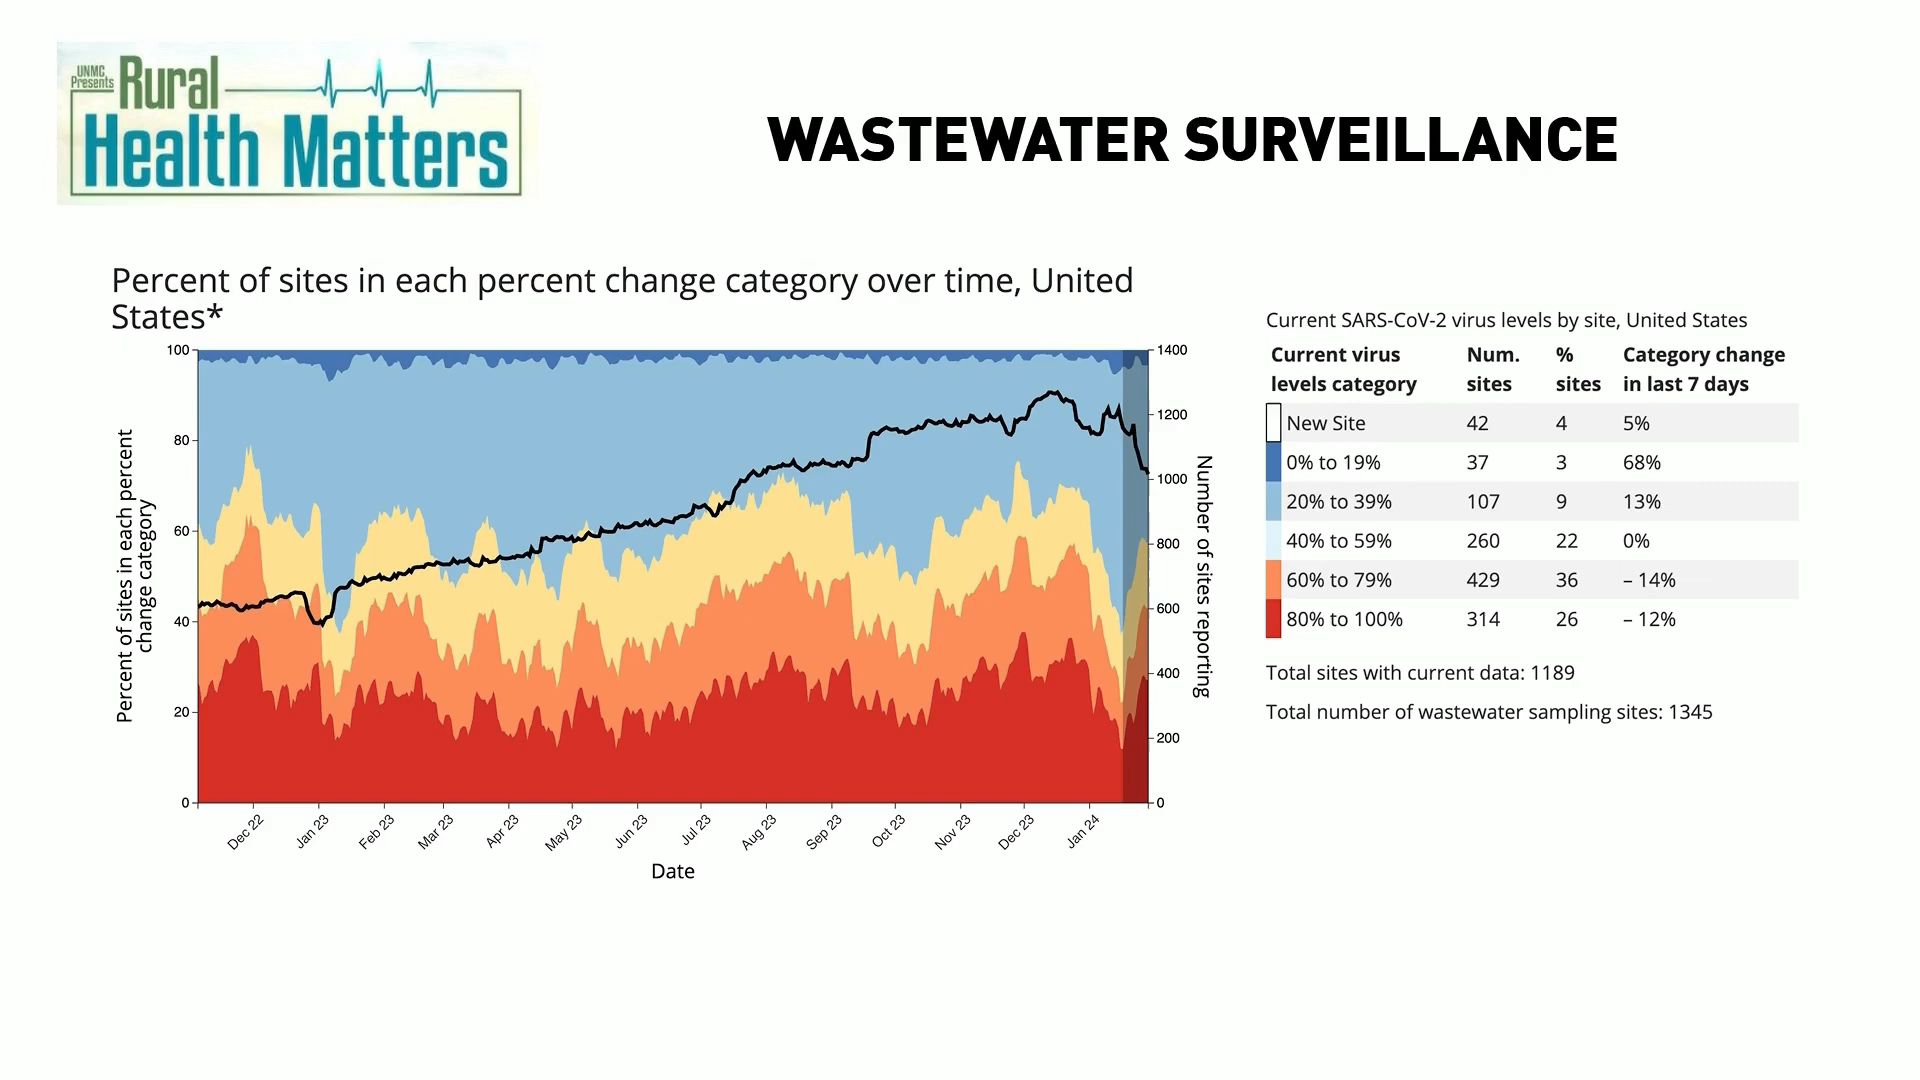 UNMC
Presents
Rural
Health Matters
WASTEWATER SURVEILLANCE
Percent of sites in each percent change category over time, United
States*
Percent of sites in each percent
change category
100
80
60
40
20
0
1400
1200
1000
800
600
400
200
0
Number of sites reporting
Dec 22
Jan 23
Feb 23
Mar 23
Apr 23
May 23
Jun 23
Jul 23
Aug 23
Sep 23
Oct 23
Nov 23
Dec 23
Jan 24
Date
Current SARS-CoV-2 virus levels by site, United States
Current virus Num. % Category change
levels category sites sites in last 7 days
New Site 42 4 5%
0% to 19% 37 3 68%
20% to 39% 107 9 13%
40% to 59% 260 22 0%
60% to 79% 429 36 – 14%
80% to 100% 314 26 – 12%
Total sites with current data: 1189
Total number of wastewater sampling sites: 1345